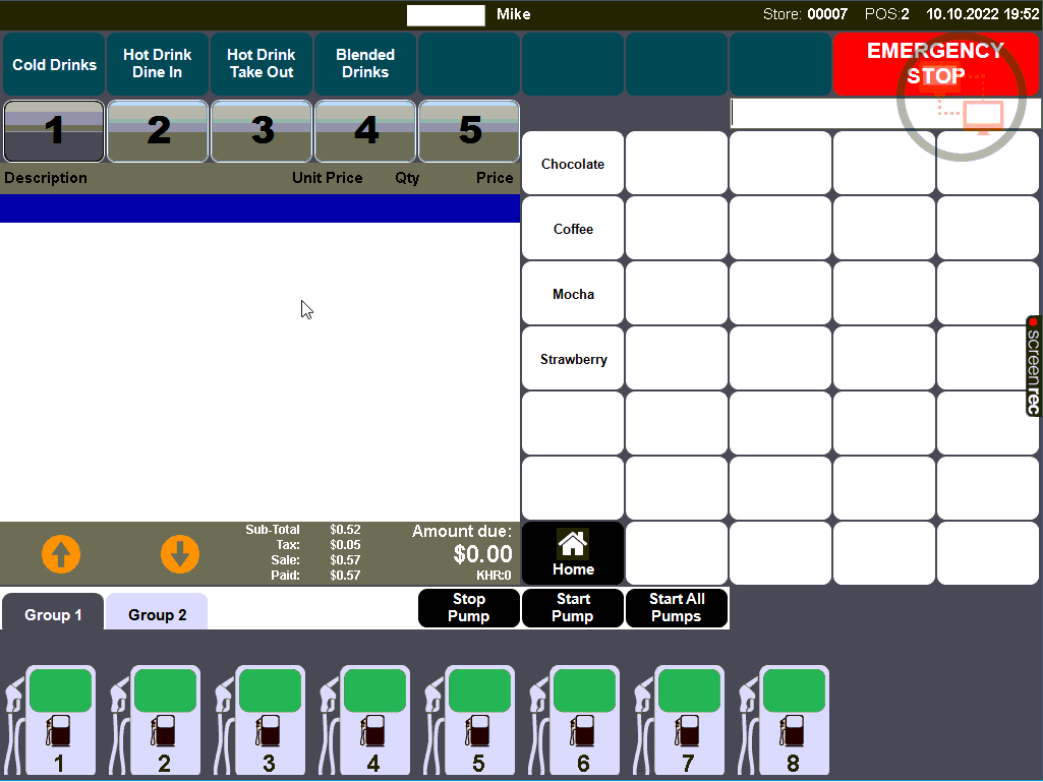 Mike
Store: 00007 POS:2 10.10.2022 19:52
Cold Drinks
Hot Drink
Dine In
Hot Drink
Take Out
Blended
Drinks
EMERGENCY
STOP
1 2 3 4 5
Description Unit Price Qty Price
Chocolate
Coffee
Mocha
Strawberry
screenrec
Sub-Total $0.52
Tax: $0.05
Sale: $0.57
Paid: $0.57
Amount due:
$0.00
KHR:0
Home
Group 1
Group 2
Stop
Pump
Start
Pump
Start All
Pumps
1 2 3 4 5 6 7 8